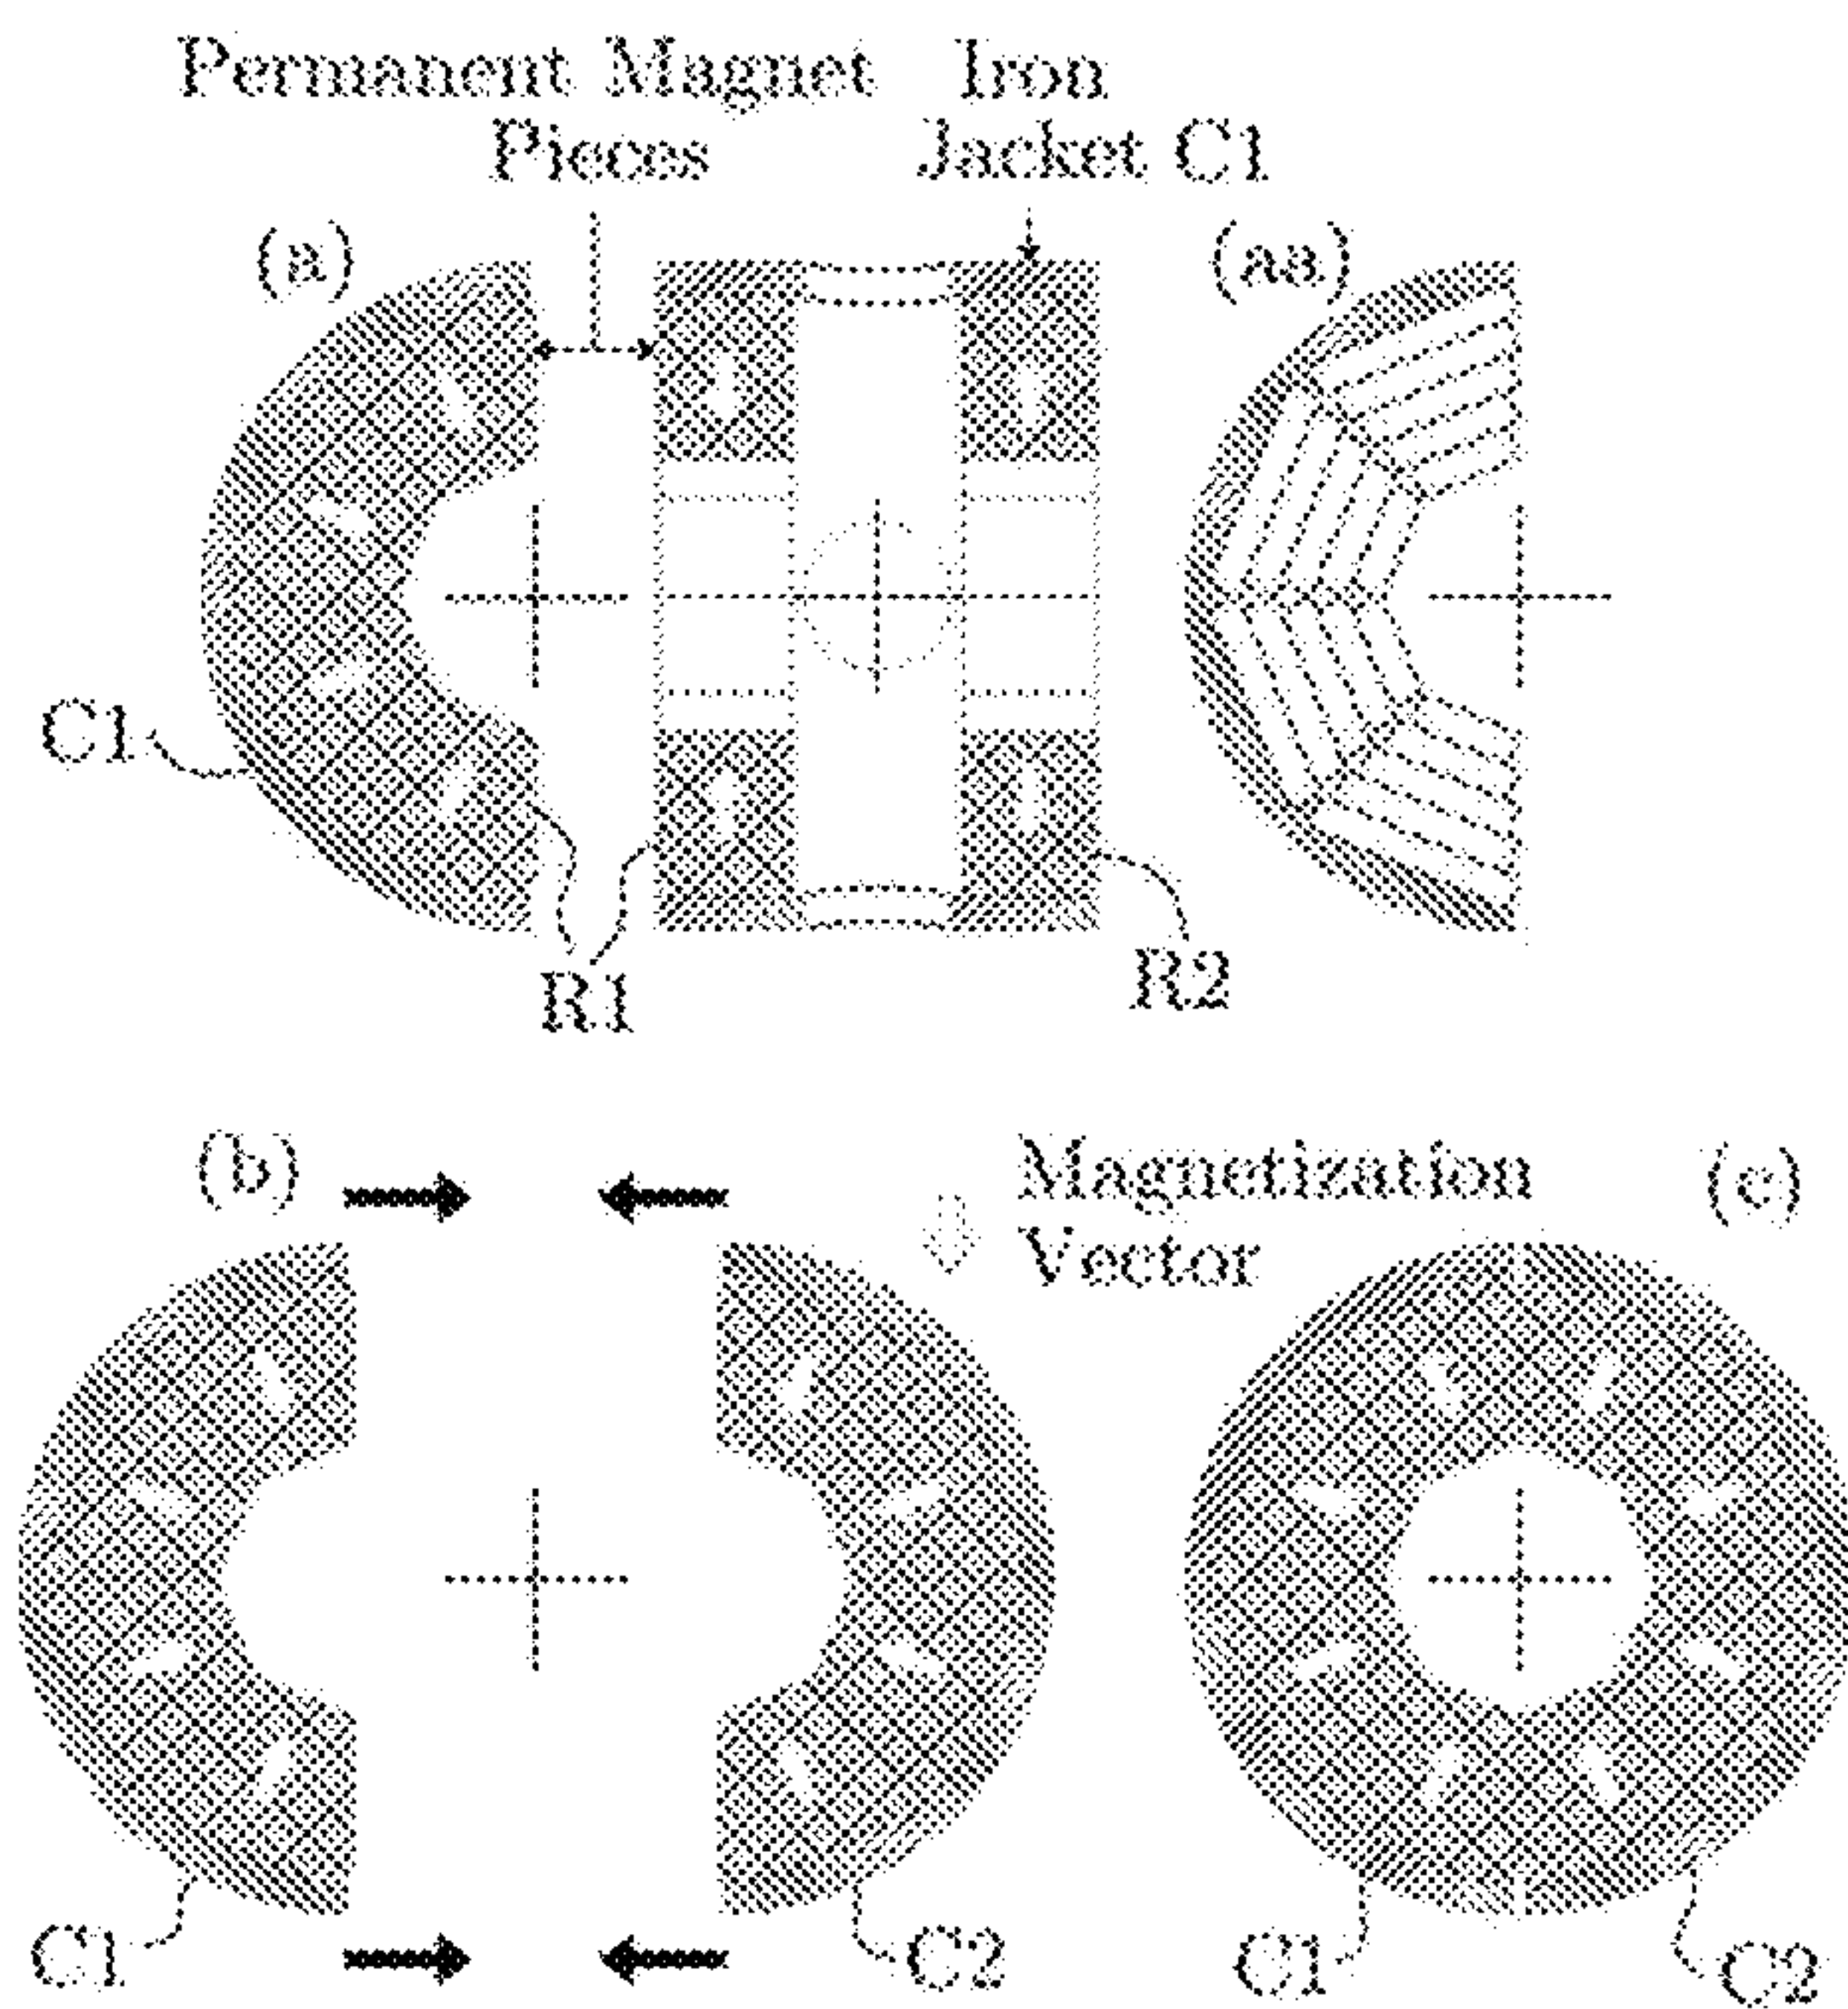 Permanent Magnet
Pieces
Iron
Jacket C1
(a)
(aa)
C1
R1
R2
(b)
Magnetization
Vector
(c)
C1
C2
C1
C2